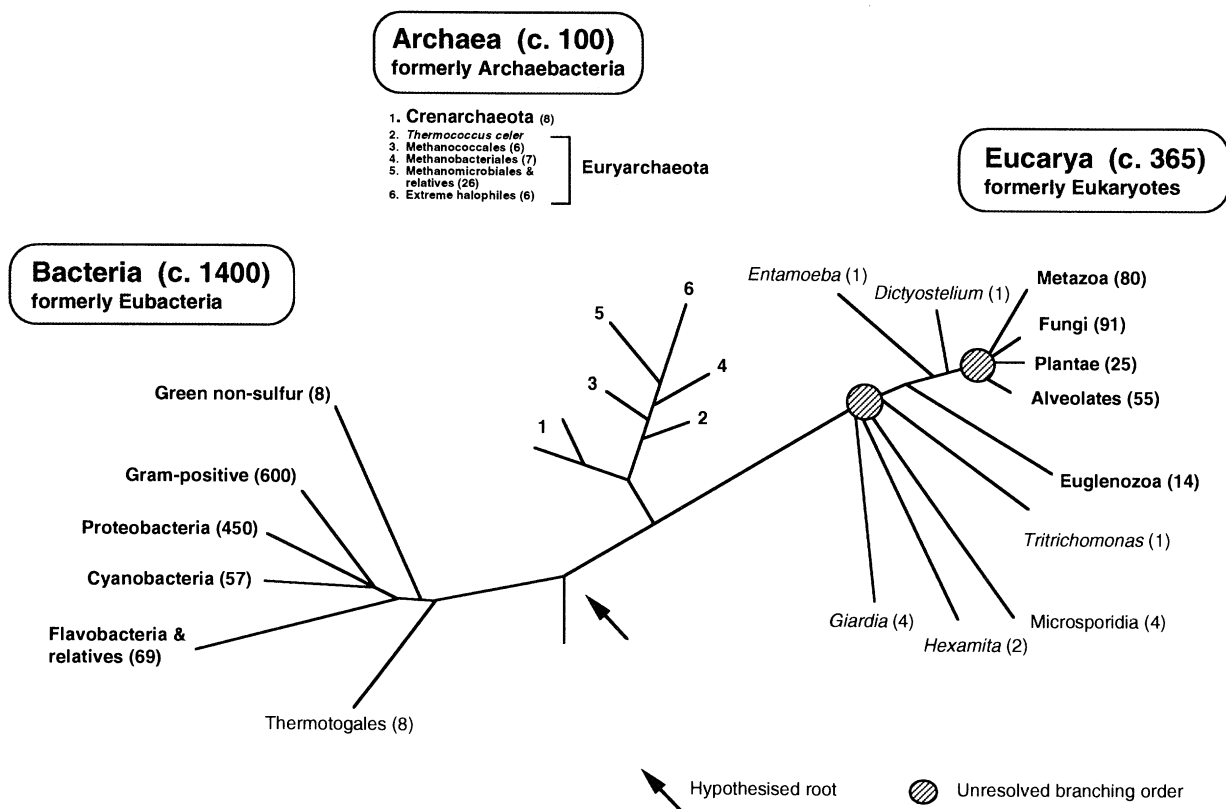 Archaea (c. 100)
formerly Archaebacteria
1. Crenarchaeota (8)
2. Thermococcus celer
3. Methanococcales (6)
4. Methanobacteriales (7)
5. Methanomicrobiales &
relatives (26)
6. Extreme halophiles (6)
Euryarchaeota
Eucarya (c. 365)
formerly Eukaryotes
Bacteria (c. 1400)
formerly Eubacteria
Entamoeba (1)
Dictyostelium (1)
Metazoa (80)
Fungi (91)
Plantae (25)
Alveolates (55)
6
5
4
3
2
1
Green non-sulfur (8)
Gram-positive (600)
Proteobacteria (450)
Cyanobacteria (57)
Flavobacteria &
relatives (69)
Thermotogales (8)
Euglenozoa (14)
Tritrichomonas (1)
Giardia (4)
Hexamita (2)
Microsporidia (4)
Hypothesised root
Unresolved branching order